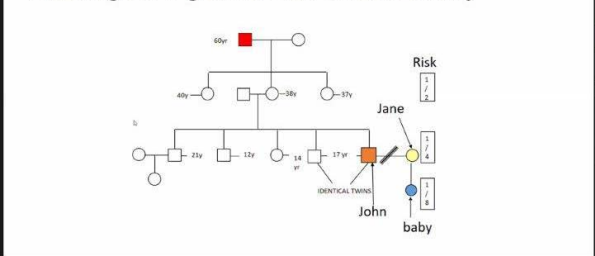 60yr
Risk
1/2
40y
38y
37y
Jane
1/4
21y
12y
14 yr
17 yr
IDENTICAL TWINS
1/8
John
baby